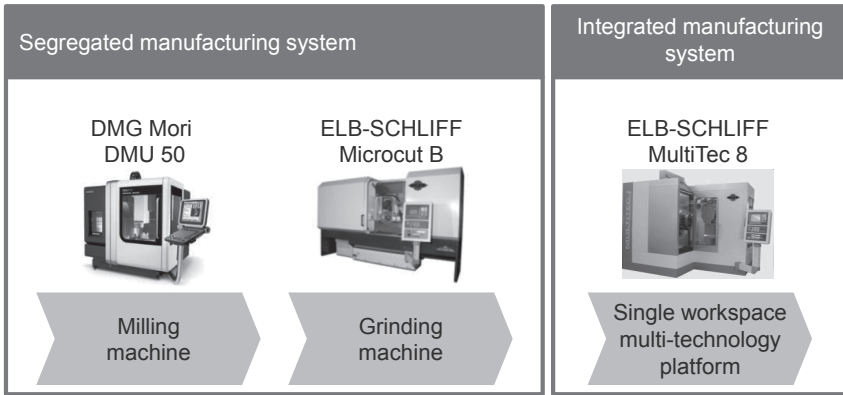 Segregated manufacturing system
Integrated manufacturing
system
DMG Mori
DMU 50
ELB-SCHLIFF
Microcut B
ELB-SCHLIFF
MultiTec 8
Milling
machine
Grinding
machine
Single workspace
multi-technology
platform